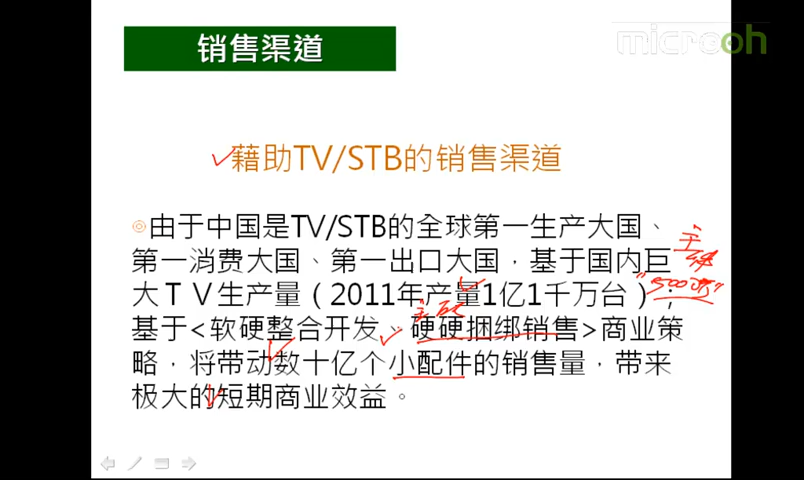 销售渠道
microoh
藉助TV/STB的销售渠道
由于中国是TV/STB的全球第一生产大国、
第一消费大国、第一出口大国，基于国内巨
大ＴＶ生产量（2011年产量1亿1千万台）；
基于<软硬整合开发、硬硬捆绑销售>商业策
略，将带动数十亿个小配件的销售量，带来
极大的短期商业效益。